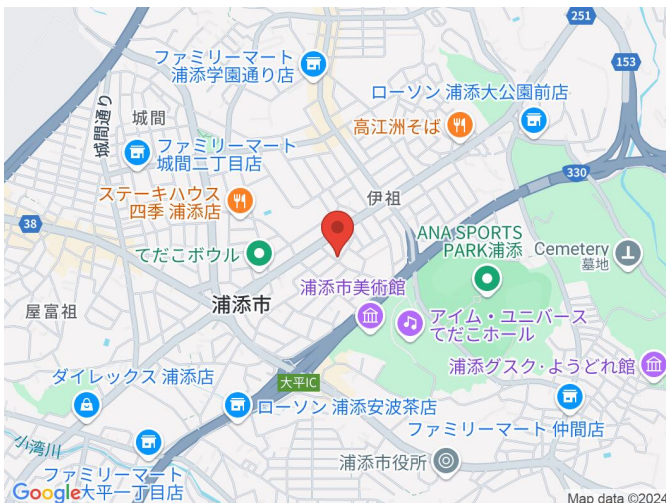 251
ファミリーマート
浦添学園通り店
153
ローソン 浦添大公園前店
城間通り
城間
高江洲そば
ファミリーマート
城間二丁目店
330
ステーキハウス
四季 浦添店
伊祖
38
ANA SPORTS
PARK浦添
Cemetery
墓地
てだこボウル
浦添市美術館
浦添市
屋富祖
アイム・ユニバース
てだこホール
浦添グスク・ようどれ館
ダイレックス 浦添店
大平IC
ローソン 浦添安波茶店
ファミリーマート 仲間店
小湾川
ファミリーマート
大平一丁目店
浦添市役所
Google
Map data ©2024